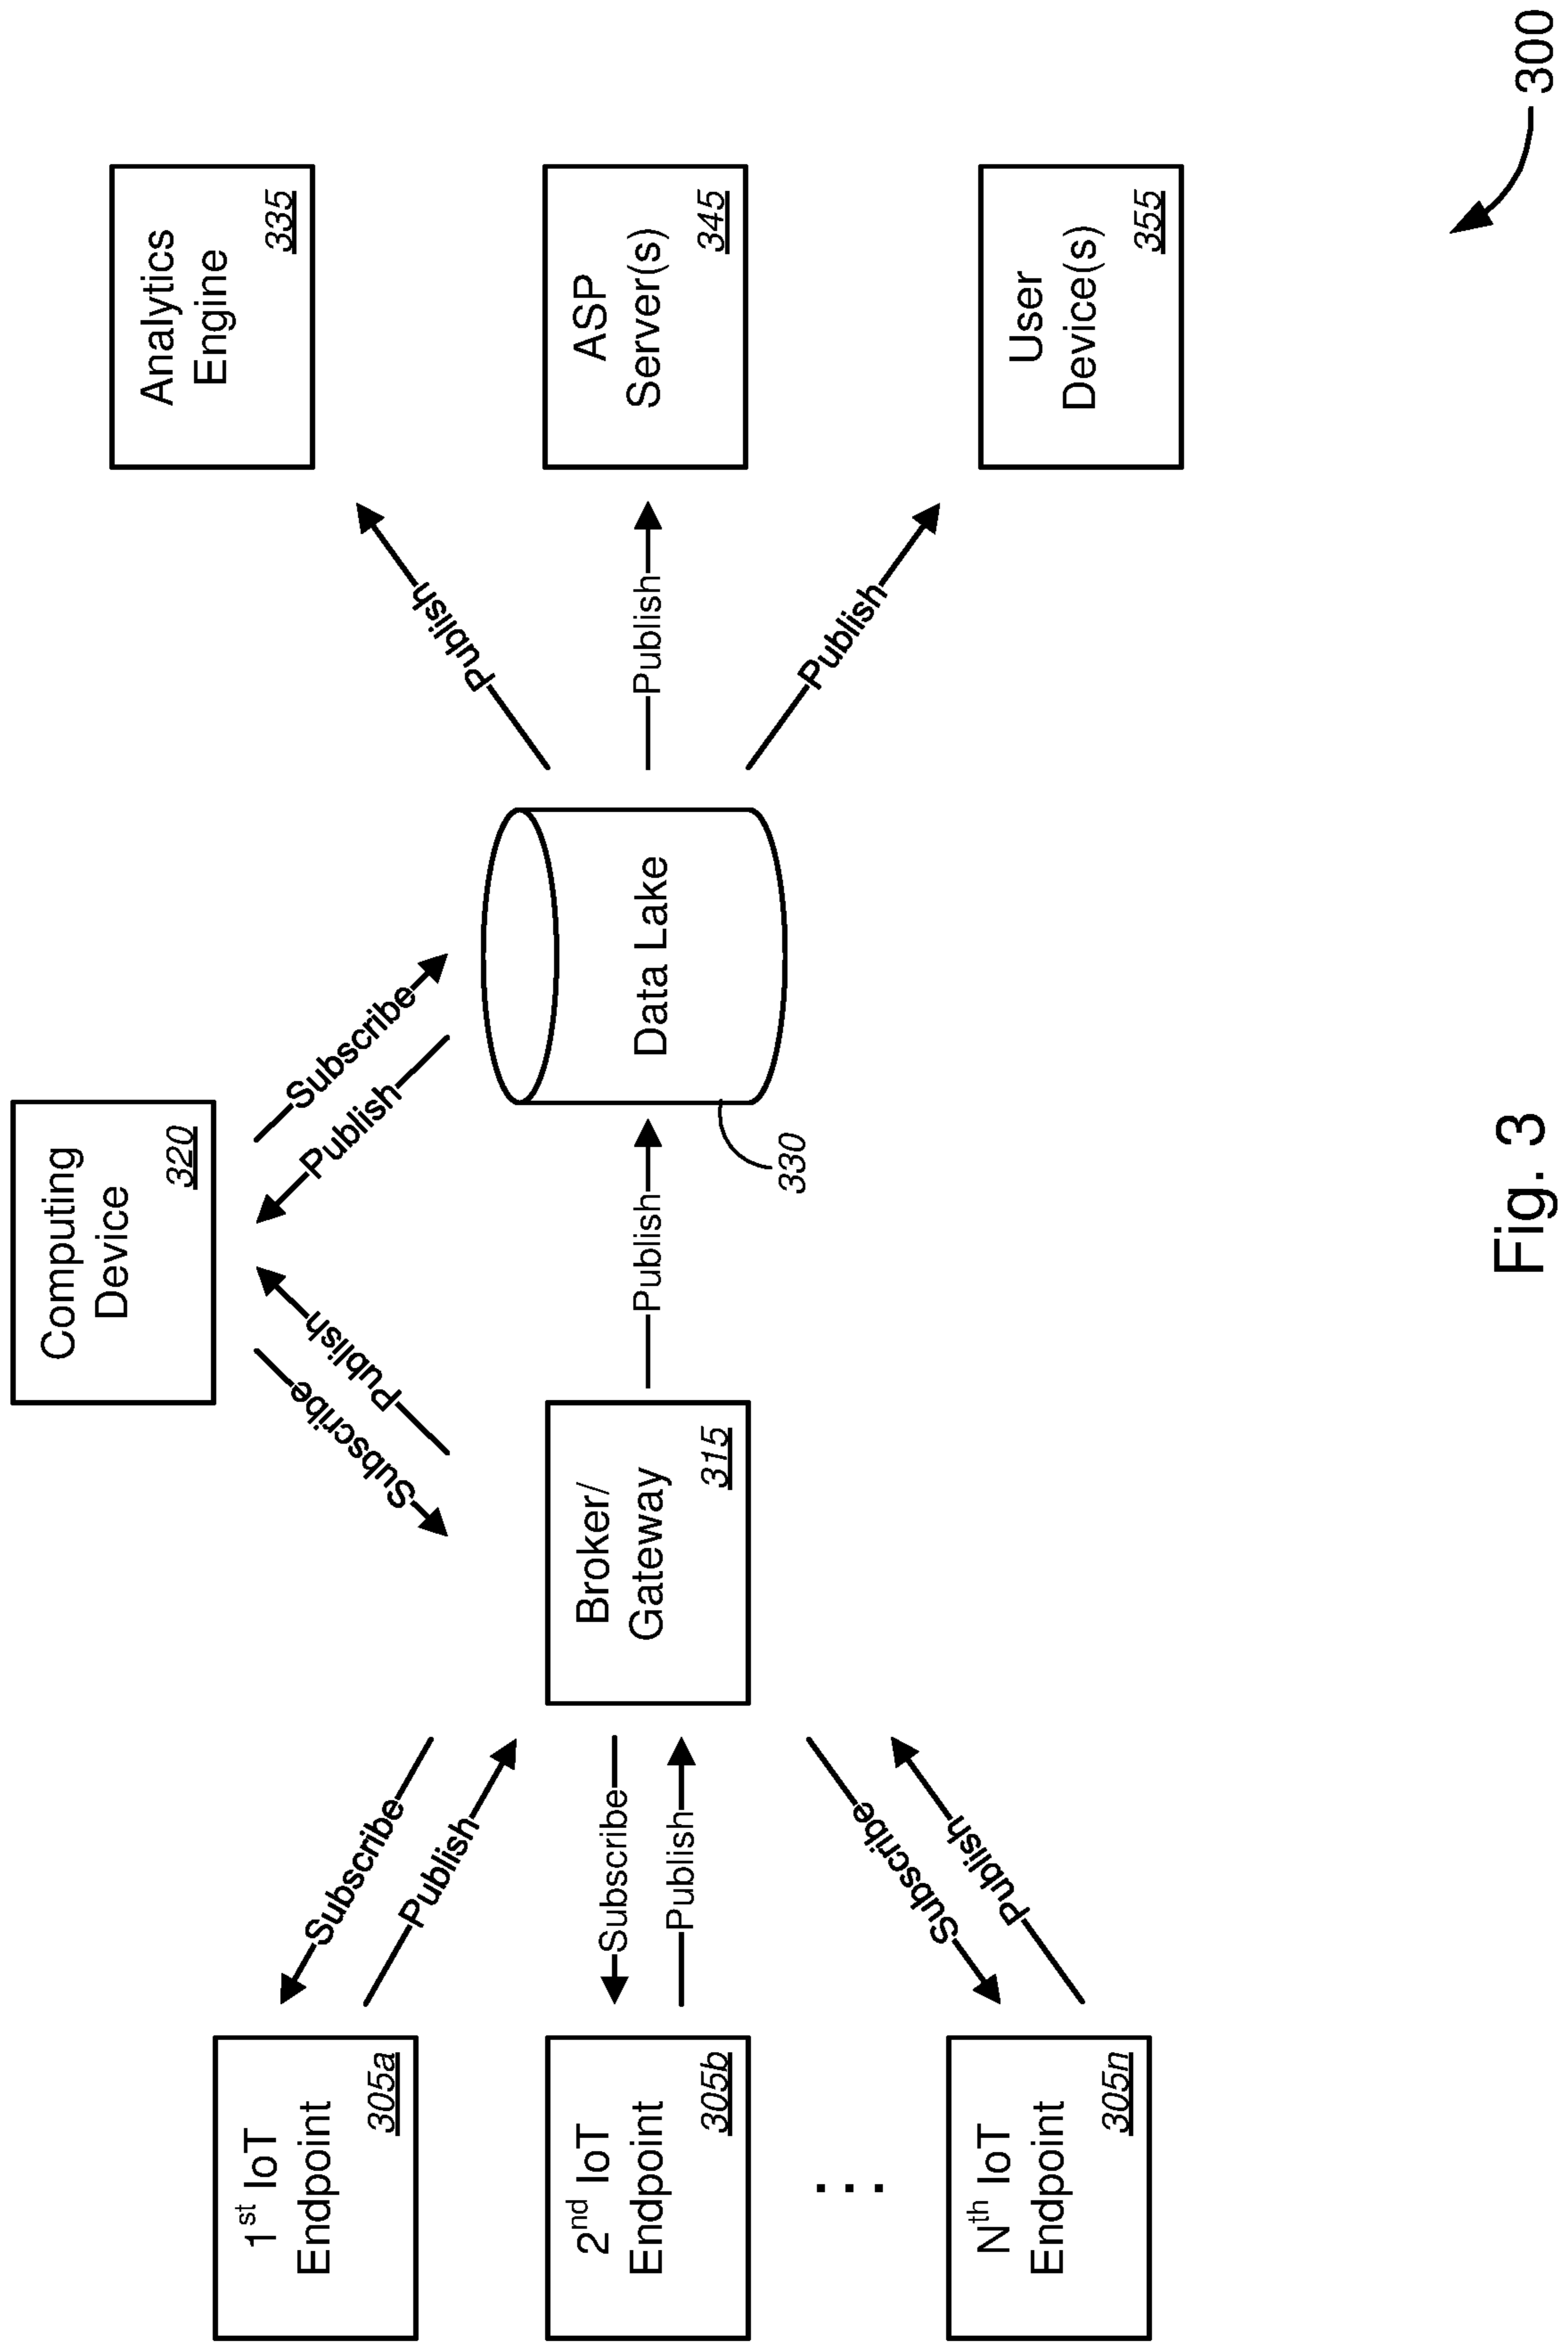 Computing
Device
320
Analytics
Engine
335
Subscribe
Publish
Subscribe
Publish
Publish
1st IoT
Endpoint
305a
Subscribe
Publish
2nd IoT
Endpoint
305b
Subscribe
Publish
Broker/
Gateway
315
Publish
Data Lake
330
Publish
ASP
Server(s)
345
...
Nth IoT
Endpoint
305n
Subscribe
Publish
Publish
User
Device(s)
355
300
Fig. 3